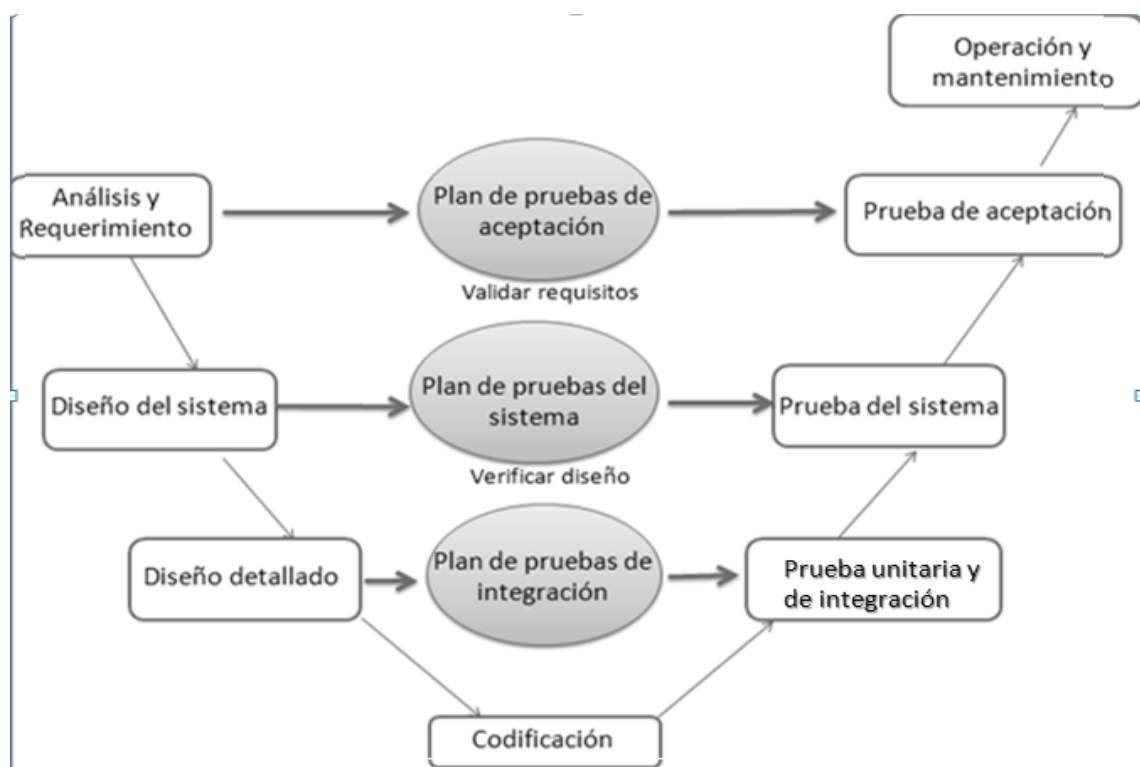 Operación y
mantenimiento
Análisis y
Requerimiento
Plan de pruebas de
aceptación
Prueba de aceptación
Validar requisitos
Diseño del sistema
Plan de pruebas del
sistema
Prueba del sistema
Verificar diseño
Diseño detallado
Plan de pruebas de
integración
Prueba unitaria y
de integración
Codificación